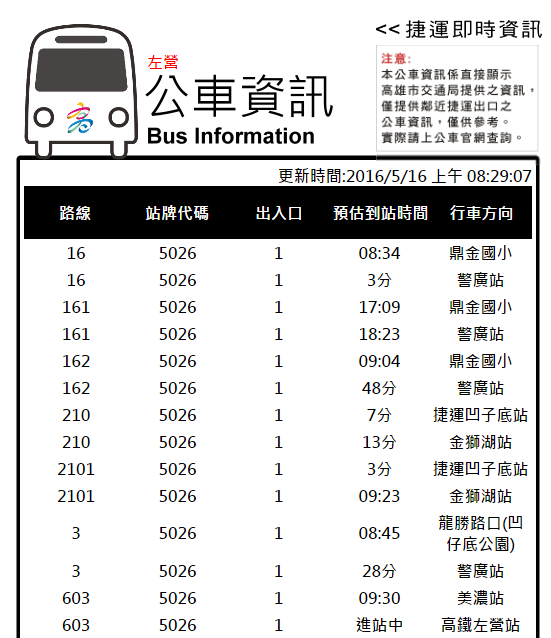 << 捷運即時資訊
左營
公車資訊
Bus Information
注意:
本公車資訊係直接顯示
高雄市交通局提供之資訊，
僅提供鄰近捷運出口之
公車資訊，僅供參考。
實際請上公車官網查詢。
更新時間:2016/5/16 上午 08:29:07
路線 站牌代碼 出入口 預估到站時間 行車方向
16 5026 1 08:34 鼎金國小
16 5026 1 3分 警廣站
161 5026 1 17:09 鼎金國小
161 5026 1 18:23 警廣站
162 5026 1 09:04 鼎金國小
162 5026 1 48分 警廣站
210 5026 1 7分 捷運凹子底站
210 5026 1 13分 金獅湖站
2101 5026 1 3分 捷運凹子底站
2101 5026 1 09:23 金獅湖站
3 5026 1 08:45 龍勝路口(凹
仔底公園)
3 5026 1 28分 警廣站
603 5026 1 09:30 美濃站
603 5026 1 進站中 高鐵左營站